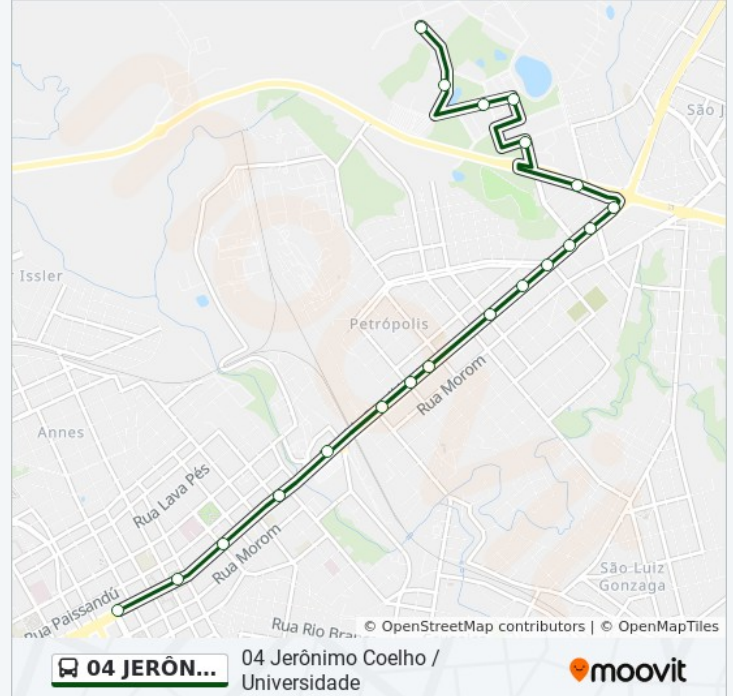 São J
Issler
Petrópolis
Rua Morom
Annes
Rua Lava Pés
Rua Morom
São Luiz
Gonzaga
Rua Paissandú
Rua Rio Bran
© OpenStreetMap contributors | © OpenMapTiles
04 JERÔN...
04 Jerônimo Coelho /
Universidade
moovit